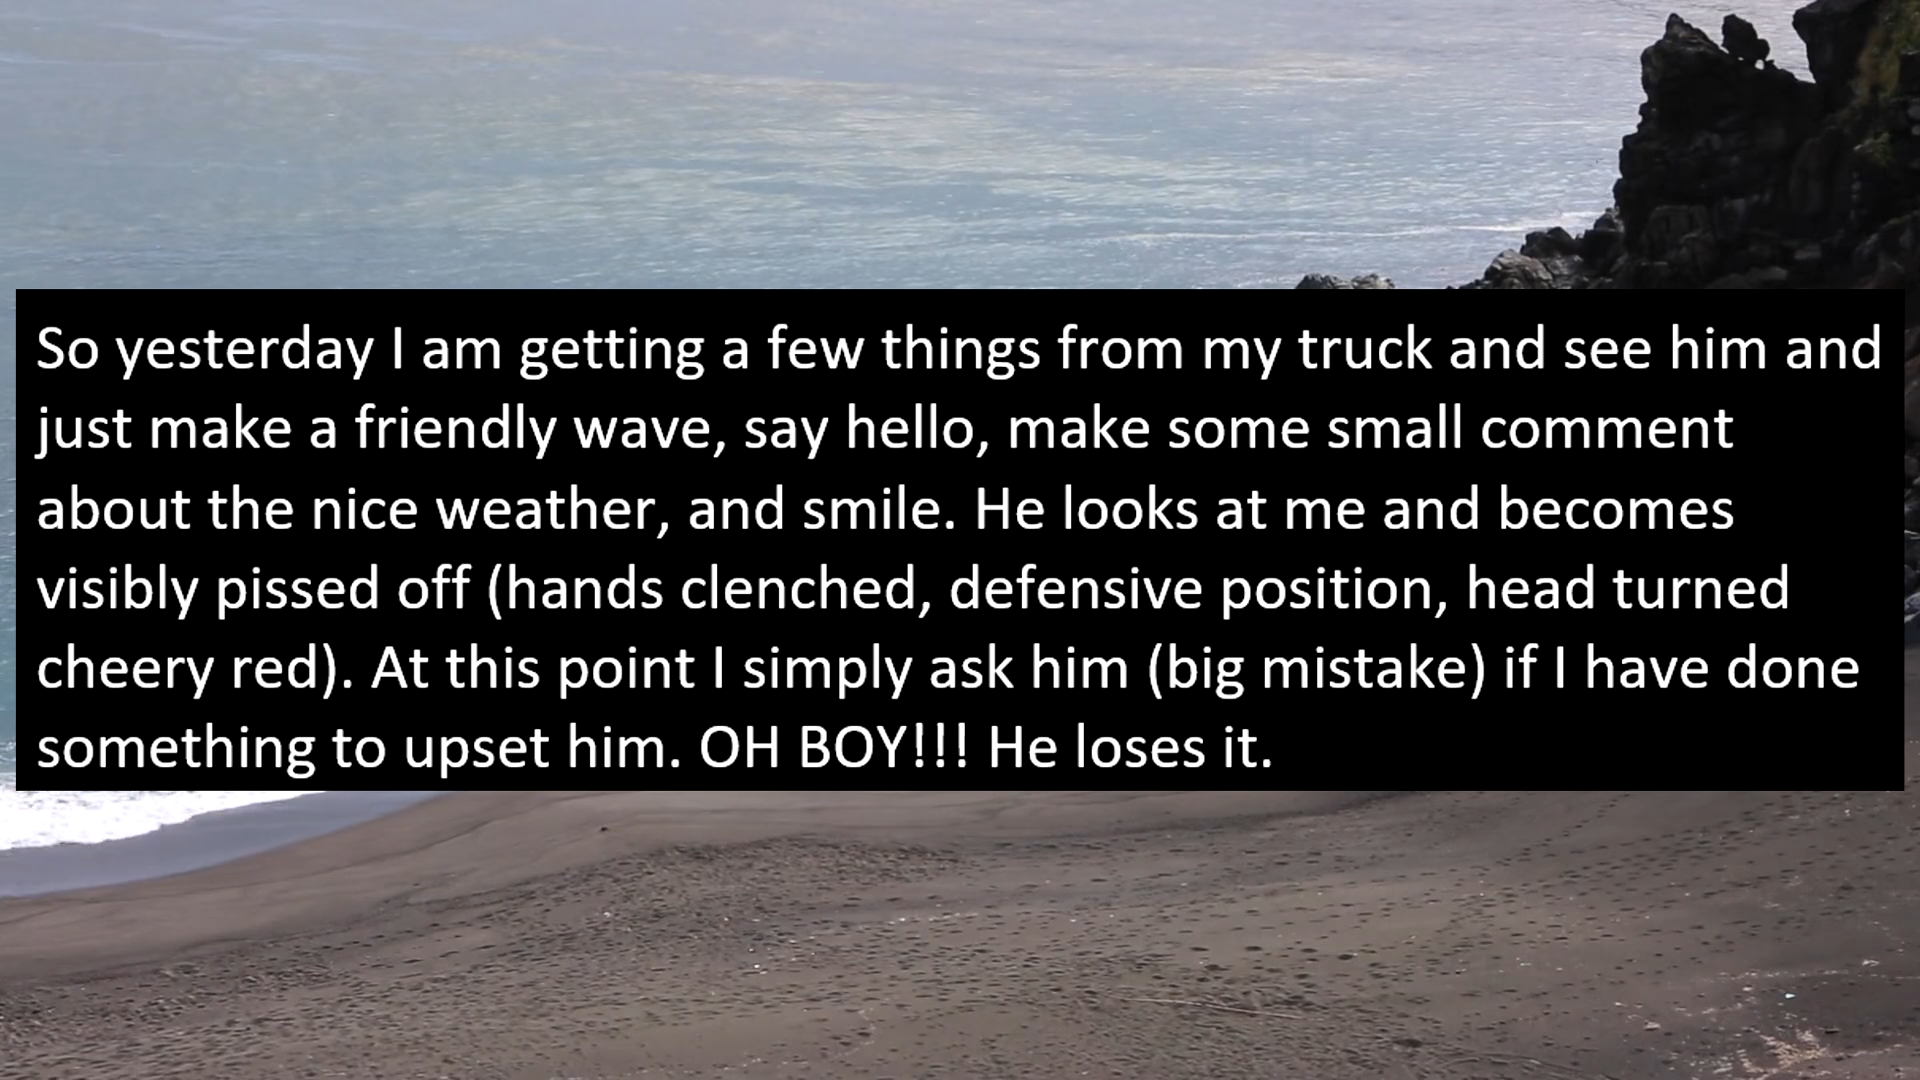 So yesterday I am getting a few things from my truck and see him and
just make a friendly wave, say hello, make some small comment
about the nice weather, and smile. He looks at me and becomes
visibly pissed off (hands clenched, defensive position, head turned
cheery red). At this point I simply ask him (big mistake) if I have done
something to upset him. OH BOY!!! He loses it.